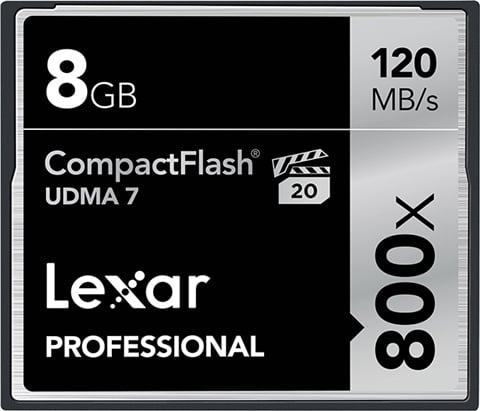 8GB
120
MB/s
CompactFlash®
UDMA 7
20
800x
Lexar
PROFESSIONAL